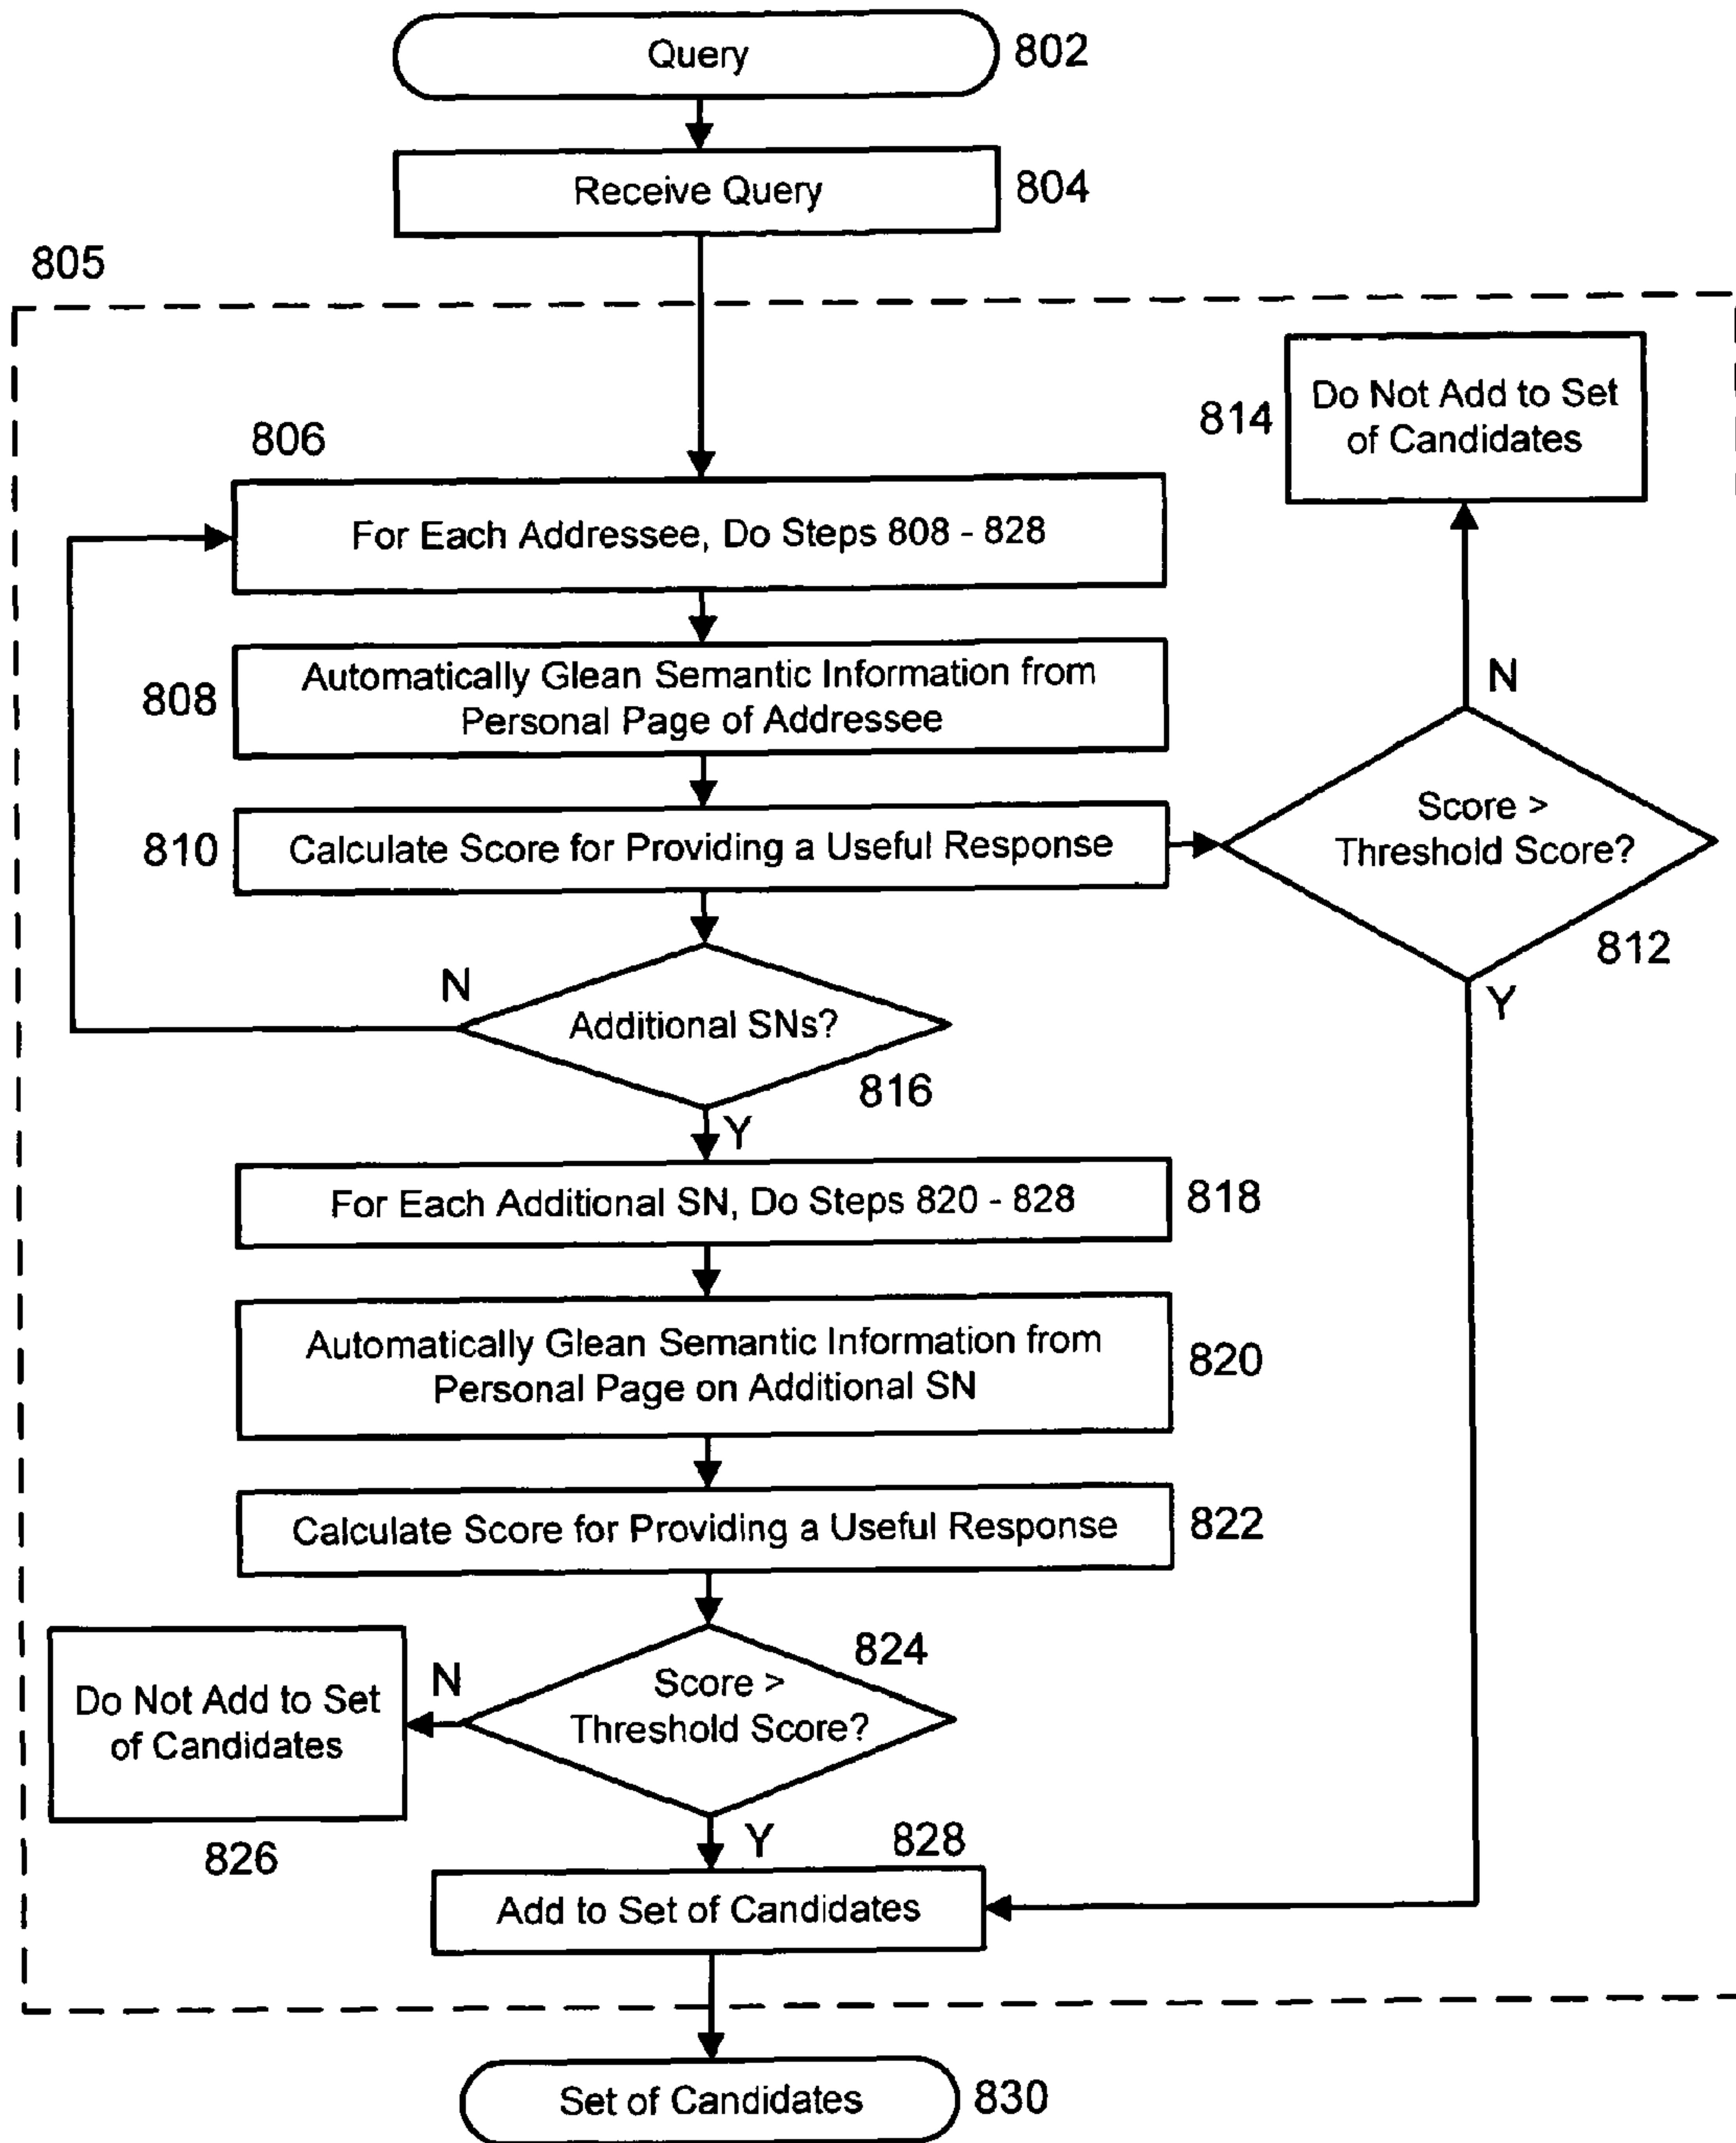 Query
802
Receive Query
804
805
814
Do Not Add to Set
of Candidates
806
For Each Addressee, Do Steps 808 - 828
808
Automatically Glean Semantic Information from
Personal Page of Addressee
N
810
Calculate Score for Providing a Useful Response
Score >
Threshold Score?
812
Y
N
Additional SNs?
816
Y
For Each Additional SN, Do Steps 820 - 828
818
Automatically Glean Semantic Information from
Personal Page on Additional SN
820
Calculate Score for Providing a Useful Response
822
824
Score >
Threshold Score?
N
Do Not Add to Set
of Candidates
826
Y
828
Add to Set of Candidates
Set of Candidates
830